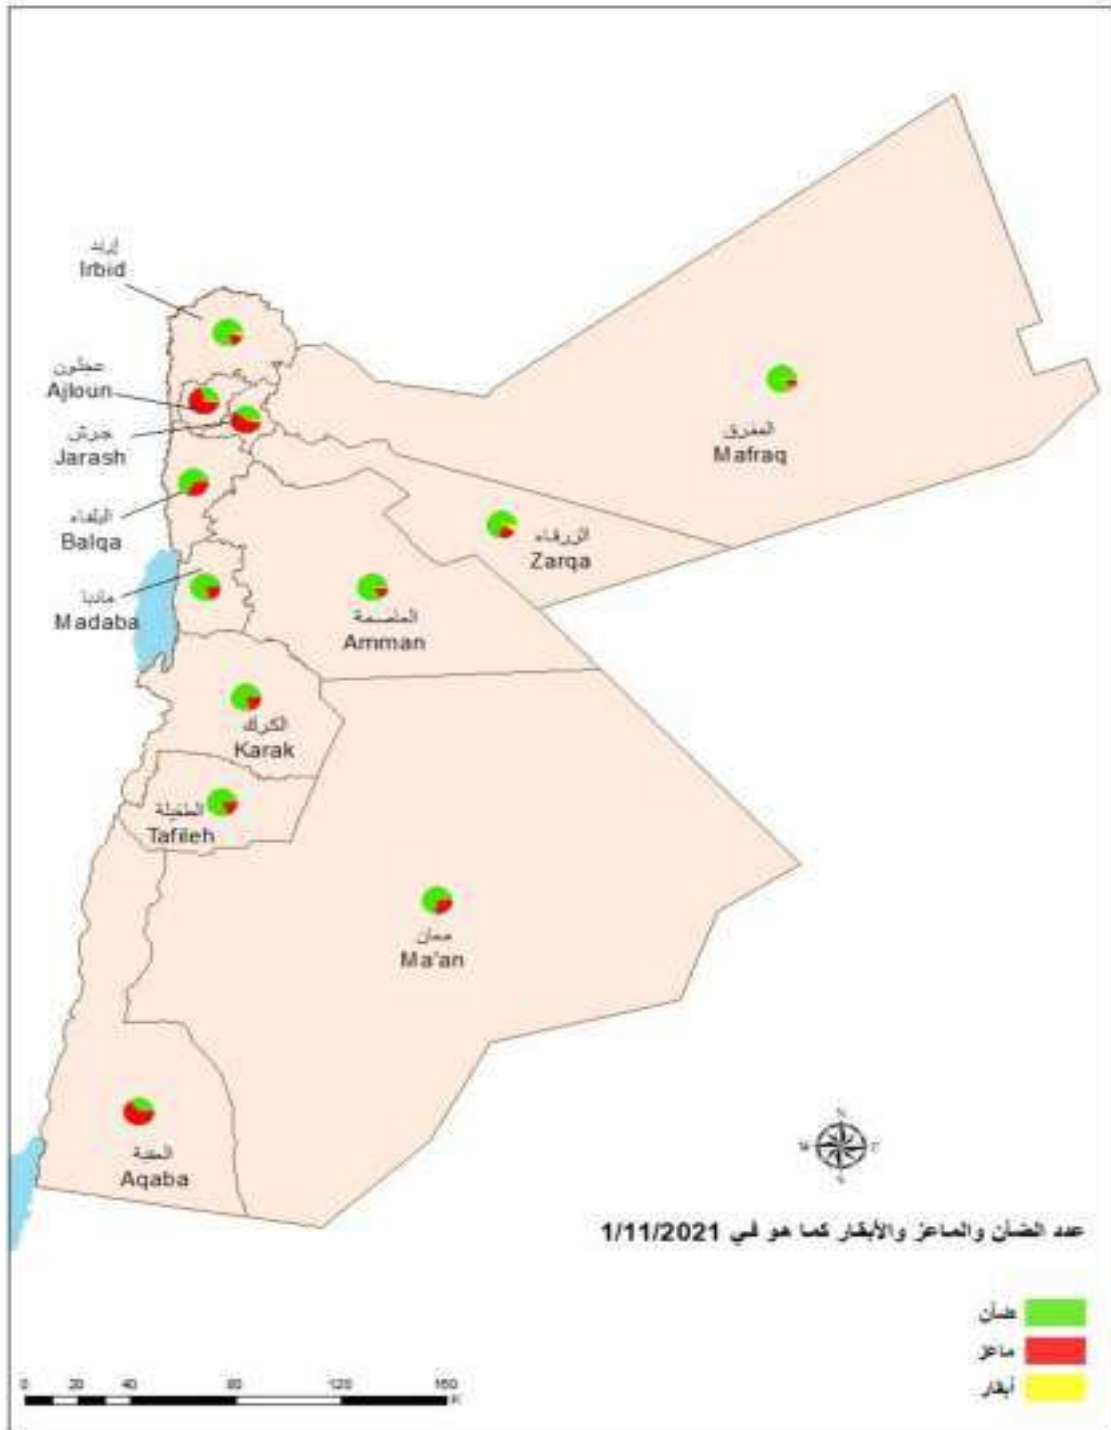 إربد
Irbid
عجلون
Ajloun
جرش
Jarash
البلقاء
Balqa
مادبا
Madaba
المفرق
Mafraq
الزرقاء
Zarqa
العاصمة
Amman
الكرك
Karak
الطفيلة
Tafileh
معان
Ma'an
العقبة
Aqaba
N
W
E
S
عدد الضأن والماعز والأبقار كما هو في 1/11/2021
ضأن
ماعز
أبقار
0 20 40 80 120 160
K